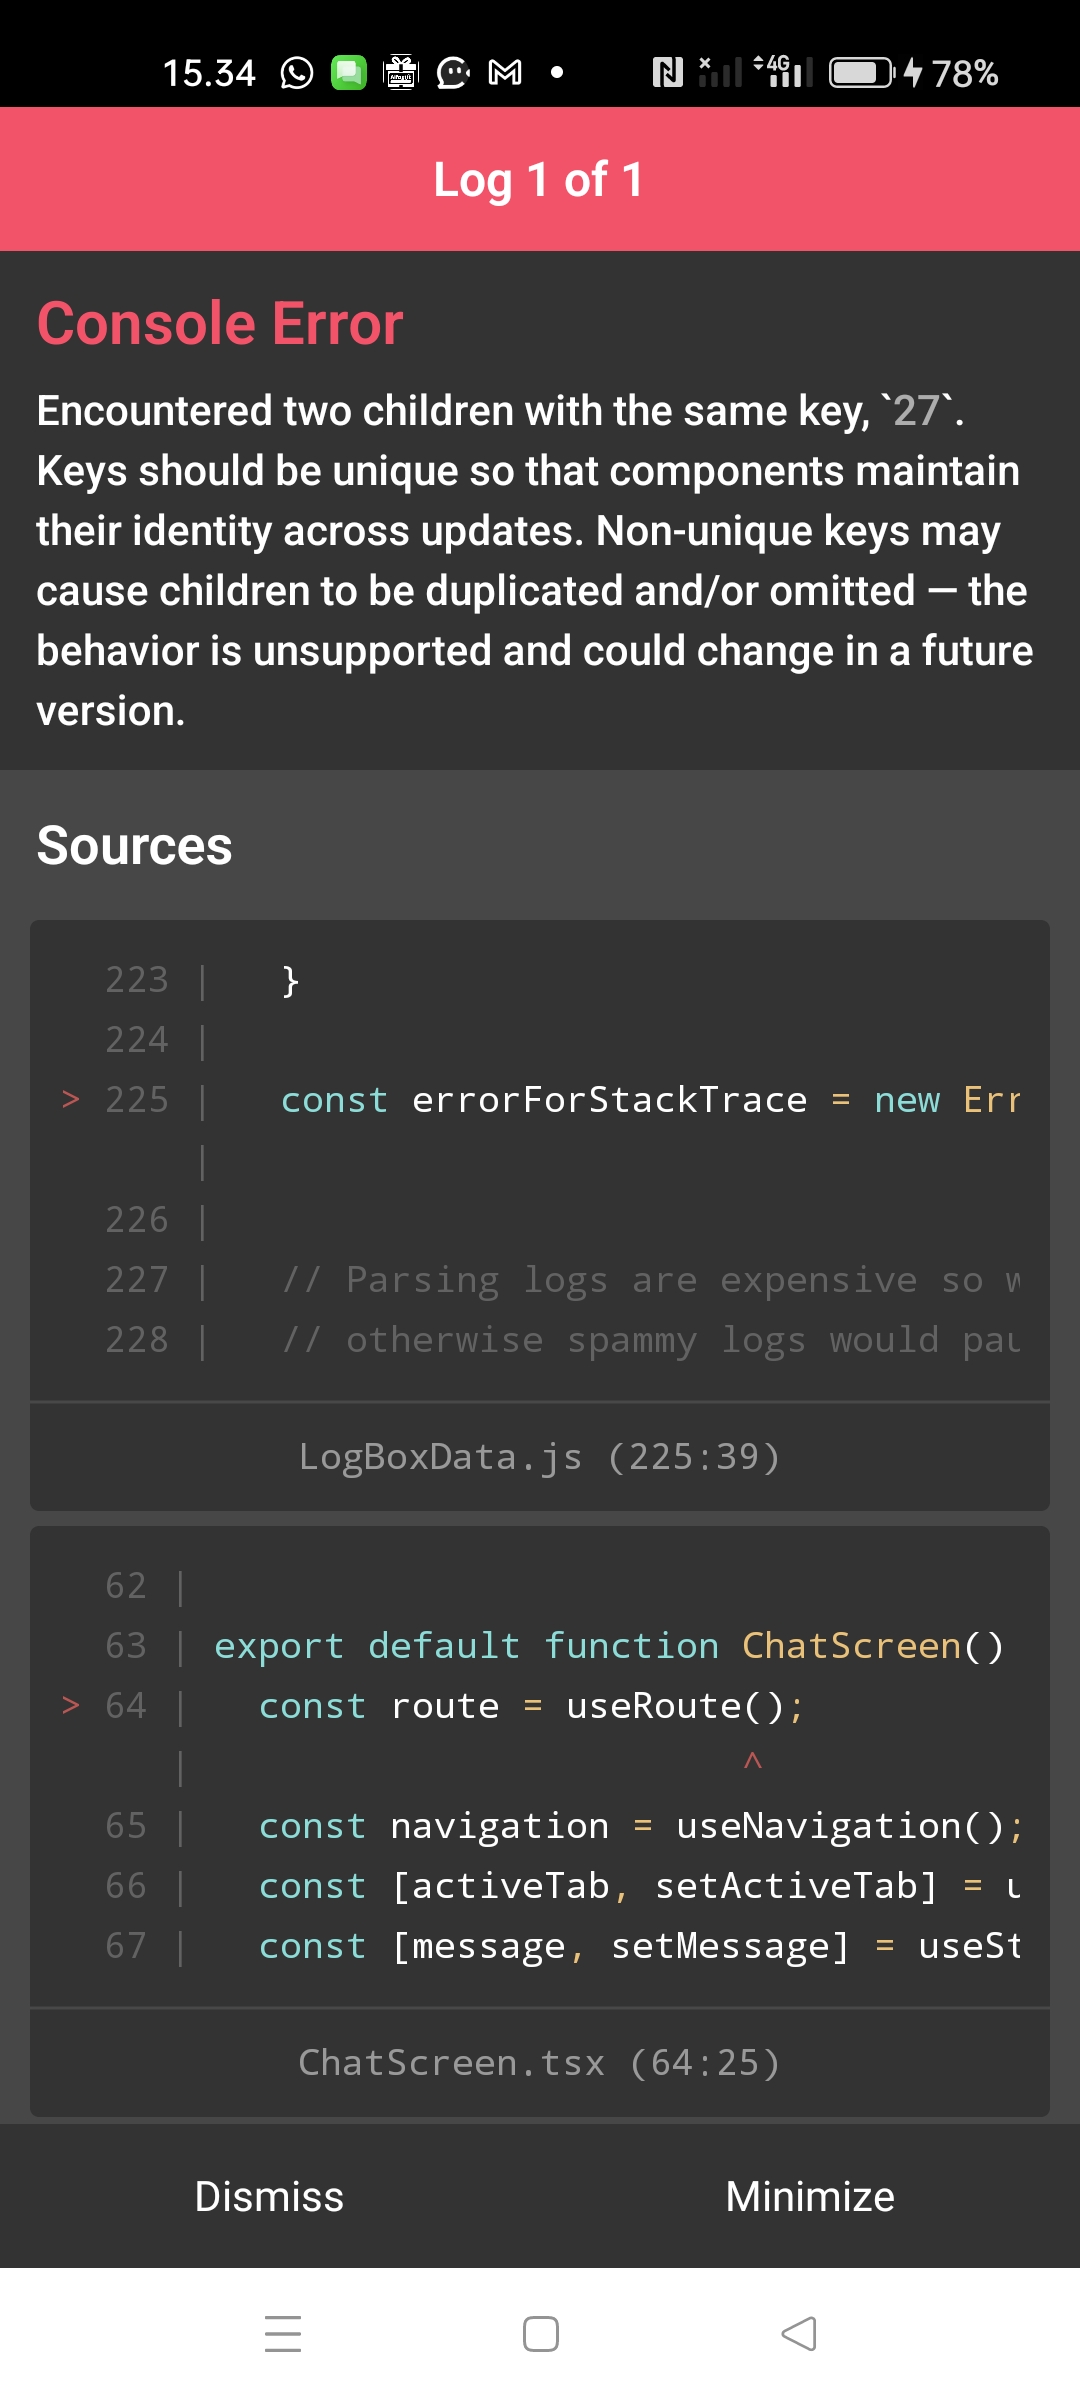 15.34 4G 78%
Log 1 of 1
Console Error
Encountered two children with the same key, `27`.
Keys should be unique so that components maintain
their identity across updates. Non-unique keys may
cause children to be duplicated and/or omitted — the
behavior is unsupported and could change in a future
version.
Sources
223 |   }
224 |
> 225 |   const errorForStackTrace = new Err
|
226 |
227 |   // Parsing logs are expensive so w
228 |   // otherwise spammy logs would pau
LogBoxData.js (225:39)
62 |
63 | export default function ChatScreen()
> 64 |   const route = useRoute();
|                         ^
65 |   const navigation = useNavigation();
66 |   const [activeTab, setActiveTab] = u
67 |   const [message, setMessage] = useSt
ChatScreen.tsx (64:25)
Dismiss Minimize